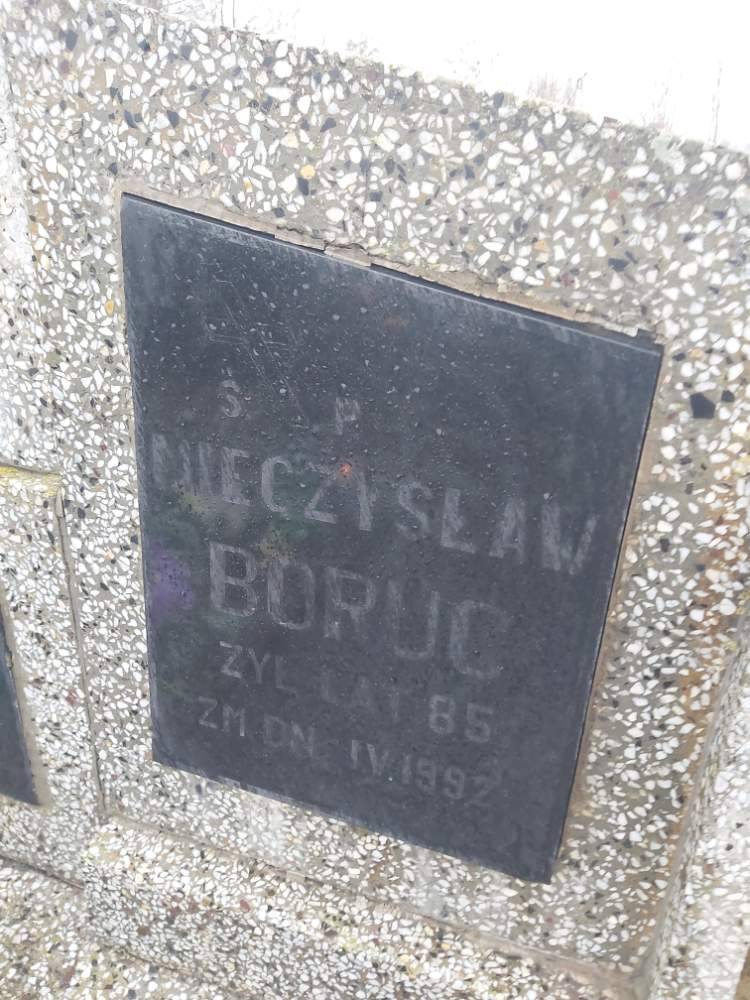 Ś. P
MIECZYSŁAW
BORUC
ŻYŁ LAT 85
ZM. DN. IV.1992